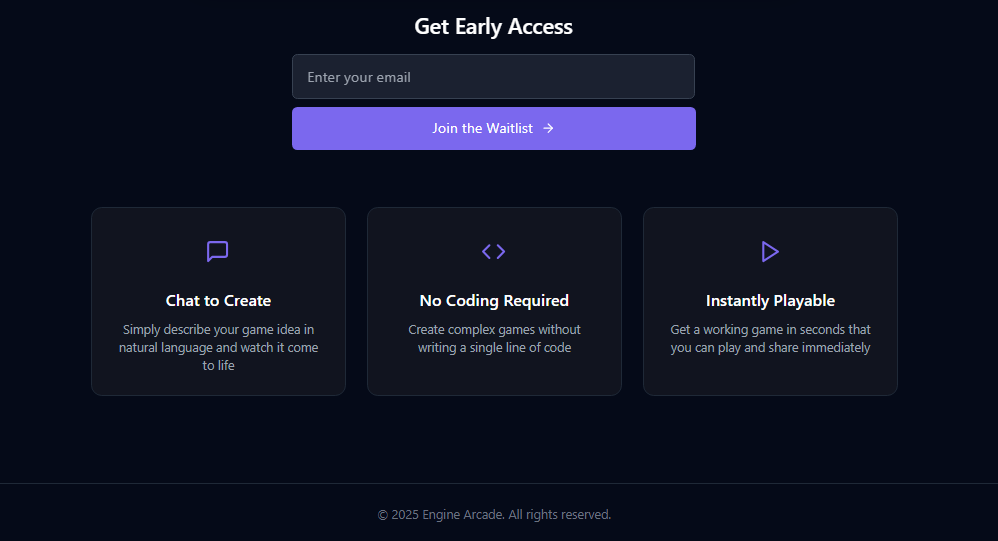 Get Early Access
Enter your email
Join the Waitlist →
Chat to Create
Simply describe your game idea in
natural language and watch it come
to life
No Coding Required
Create complex games without
writing a single line of code
Instantly Playable
Get a working game in seconds that
you can play and share immediately
© 2025 Engine Arcade. All rights reserved.